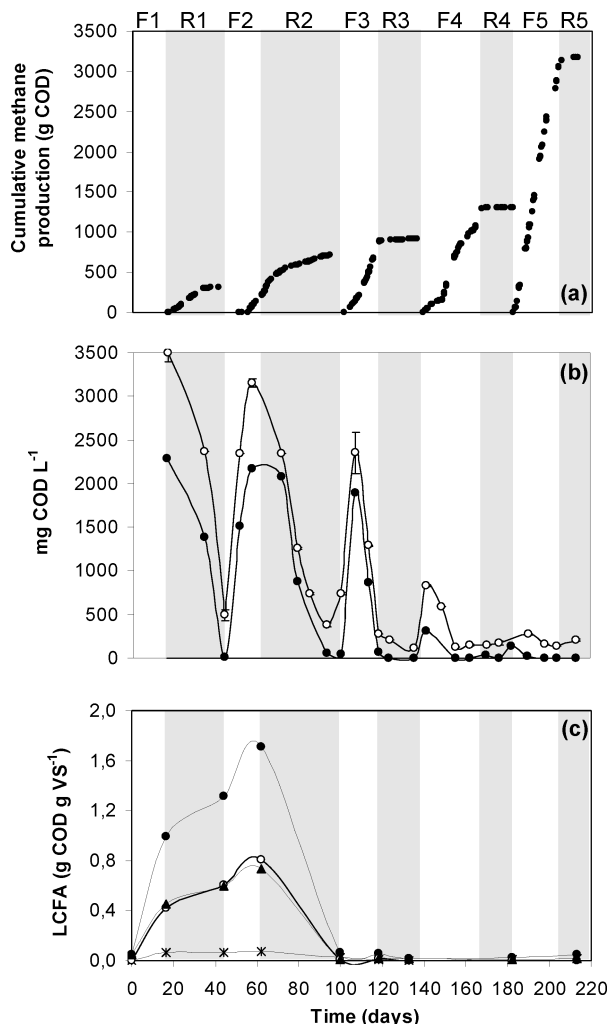 F1 R1 F2 R2 F3 R3 F4 R4 F5 R5
Cumulative methane
production (g COD)
3500
3000
2500
2000
1500
1000
500
0
(a)
mg COD L⁻¹
3500
3000
2500
2000
1500
1000
500
0
(b)
LCFA (g COD g VS⁻¹)
2,0
1,6
1,2
0,8
0,4
0,0
(c)
0 20 40 60 80 100 120 140 160 180 200 220
Time (days)